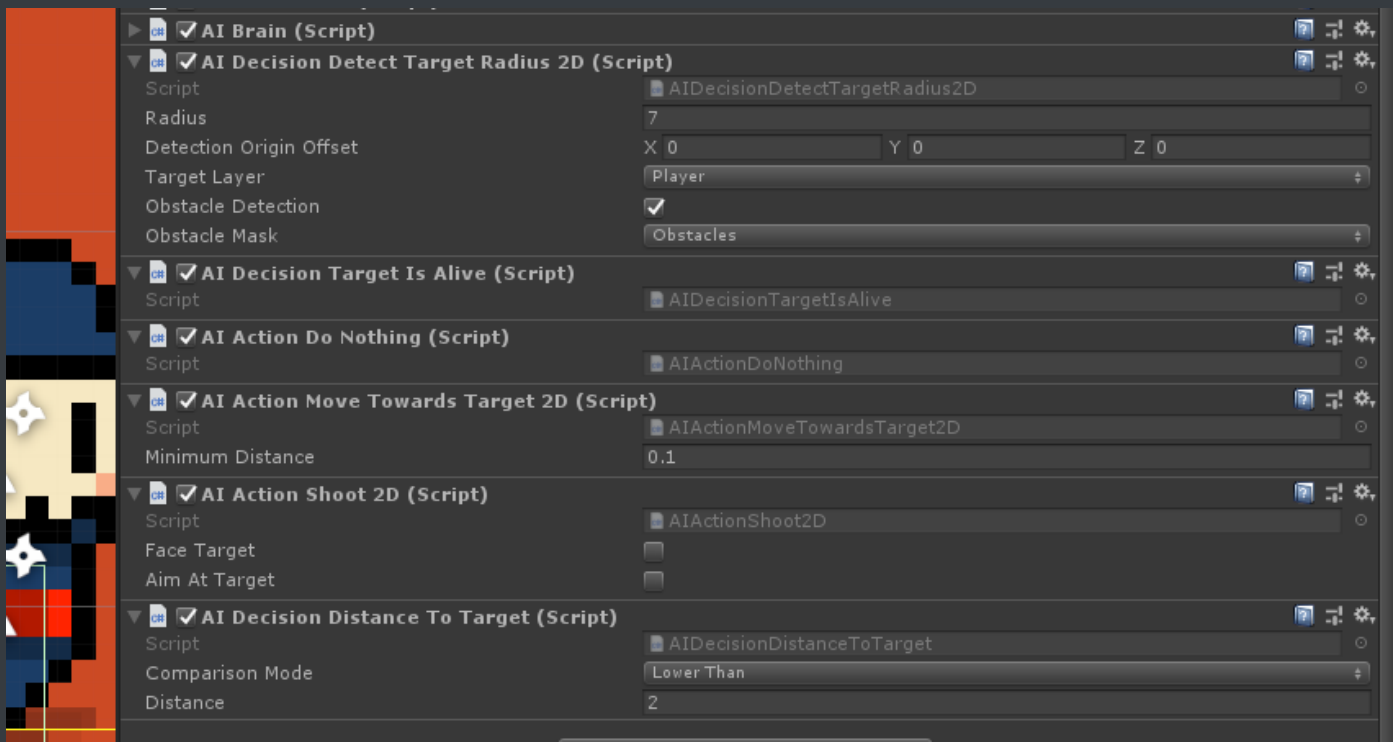 AI Brain (Script)
AI Decision Detect Target Radius 2D (Script)
Script AIDecisionDetectTargetRadius2D
Radius 7
Detection Origin Offset X 0 Y 0 Z 0
Target Layer Player
Obstacle Detection
Obstacle Mask Obstacles
AI Decision Target Is Alive (Script)
Script AIDecisionTargetIsAlive
AI Action Do Nothing (Script)
Script AIActionDoNothing
AI Action Move Towards Target 2D (Script)
Script AIActionMoveTowardsTarget2D
Minimum Distance 0.1
AI Action Shoot 2D (Script)
Script AIActionShoot2D
Face Target
Aim At Target
AI Decision Distance To Target (Script)
Script AIDecisionDistanceToTarget
Comparison Mode Lower Than
Distance 2